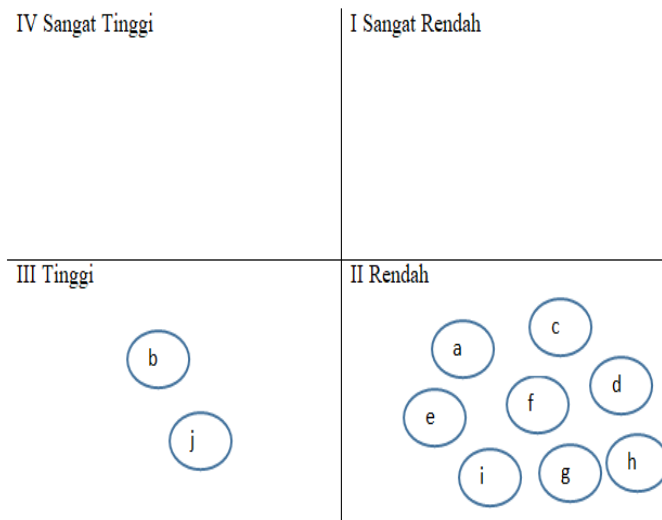 IV Sangat Tinggi
I Sangat Rendah
III Tinggi
b
j
II Rendah
c
a
d
f
e
h
g
i